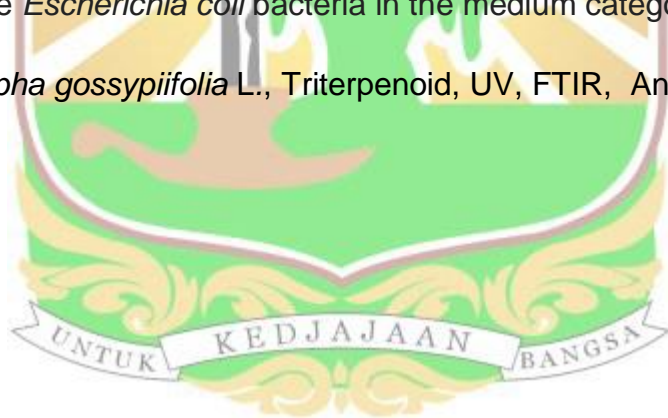 e Escherichia coli bacteria in the medium catego
pha gossypiifolia L., Triterpenoid, UV, FTIR, An
UNTUK KEDJAJAAN BANGSA